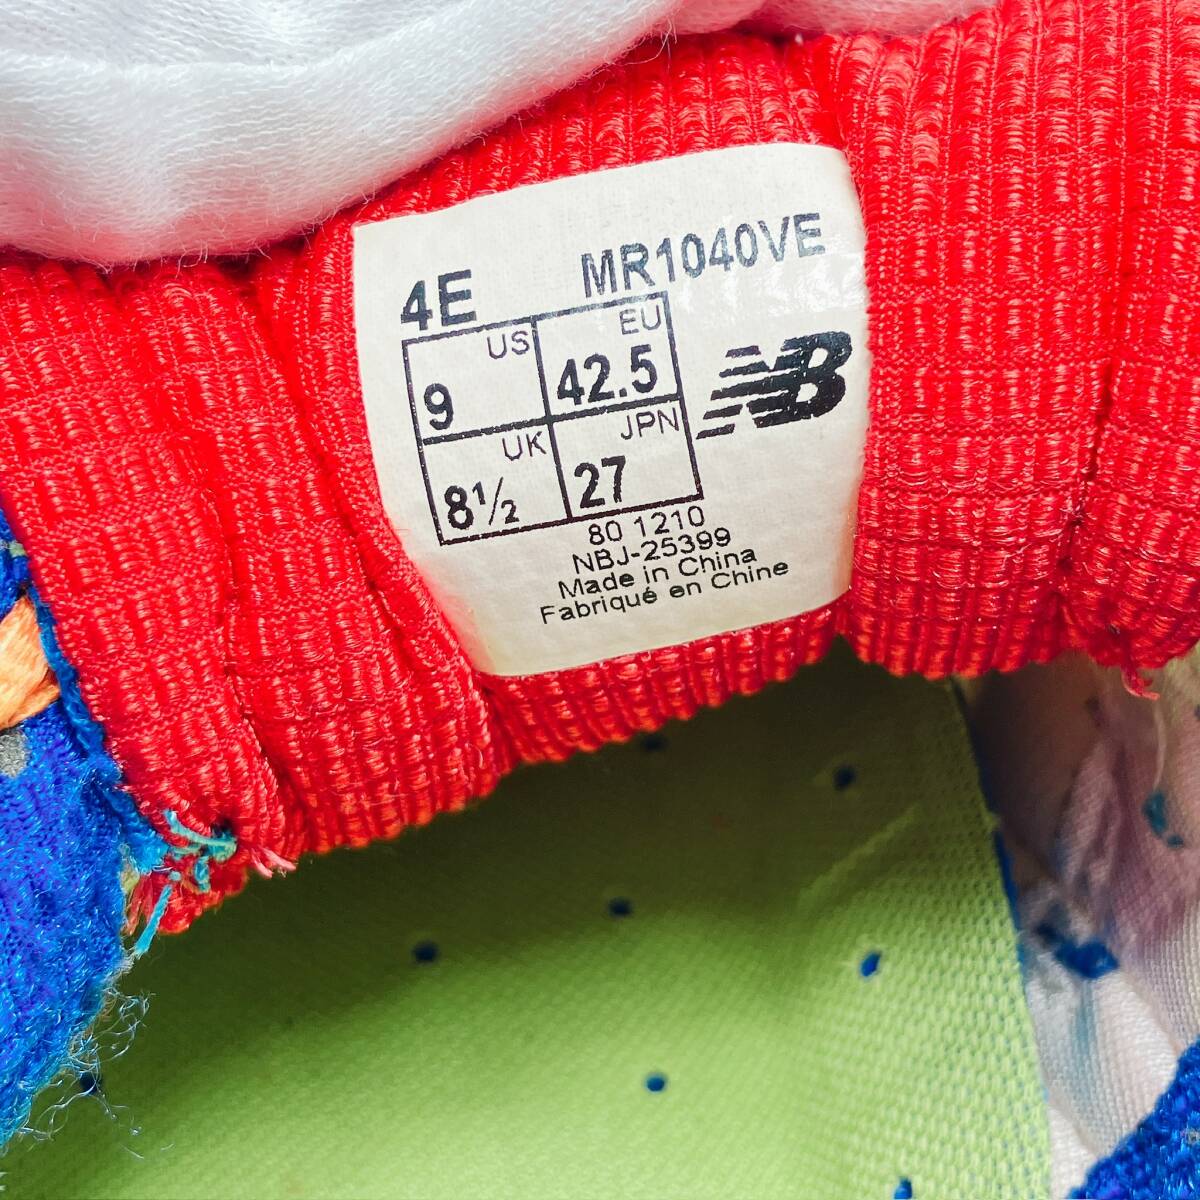 4E MR1040VE
US EU
9 42.5
UK JPN
8½ 27
NB
80 1210
NBJ-25399
Made in China
Fabriqué en Chine